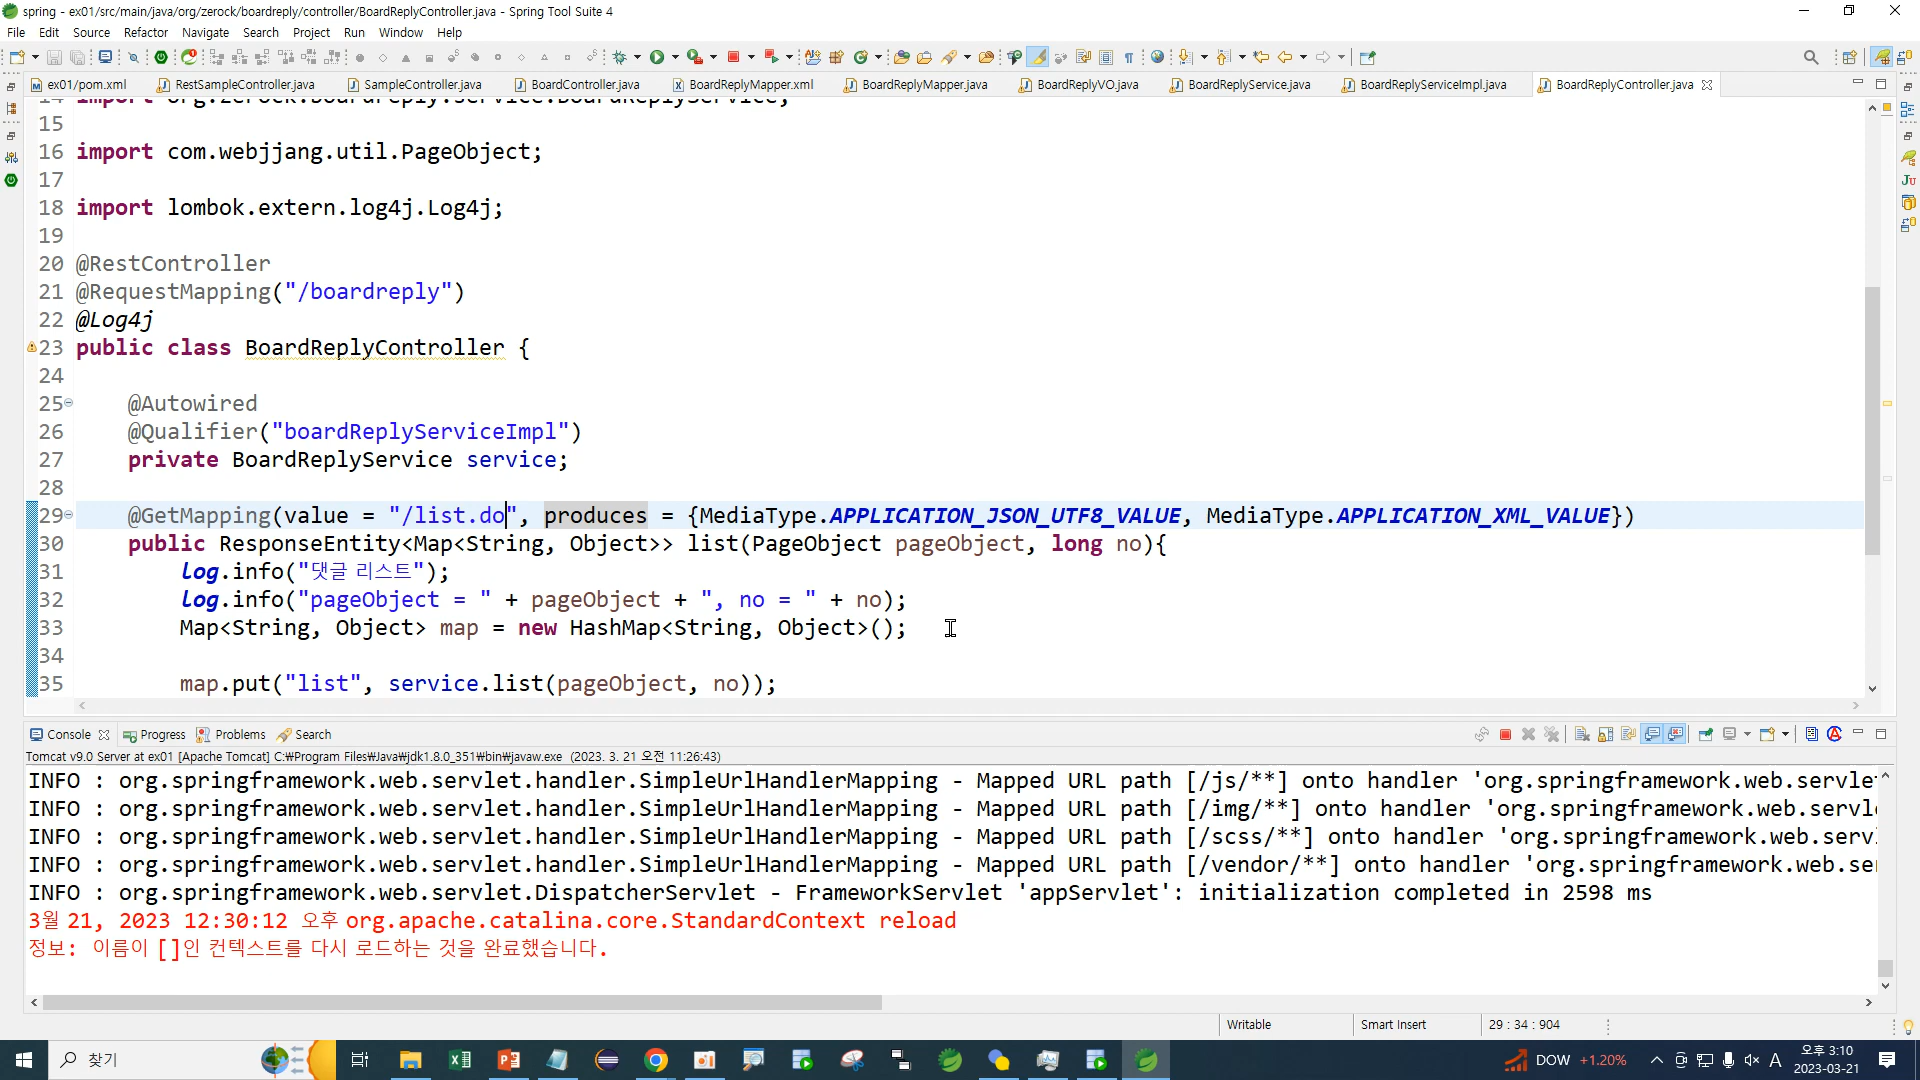 spring - ex01/src/main/java/org/zerock/boardreply/controller/BoardReplyController.java - Spring Tool Suite 4
File Edit Source Refactor Navigate Search Project Run Window Help
ex01/pom.xml RestSampleController.java SampleController.java BoardController.java BoardReplyMapper.xml BoardReplyMapper.java BoardReplyVO.java BoardReplyService.java BoardReplyServiceImpl.java BoardReplyController.java
14 import org.zerock.boardreply.service.BoardReplyService;
15
16 import com.webjjang.util.PageObject;
17
18 import lombok.extern.log4j.Log4j;
19
20 @RestController
21 @RequestMapping("/boardreply")
22 @Log4j
23 public class BoardReplyController {
24
25 @Autowired
26 @Qualifier("boardReplyServiceImpl")
27 private BoardReplyService service;
28
29 @GetMapping(value = "/list.do", produces = {MediaType.APPLICATION_JSON_UTF8_VALUE, MediaType.APPLICATION_XML_VALUE})
30 public ResponseEntity<Map<String, Object>> list(PageObject pageObject, long no){
31 log.info("댓글 리스트");
32 log.info("pageObject = " + pageObject + ", no = " + no);
33 Map<String, Object> map = new HashMap<String, Object>();
34
35 map.put("list", service.list(pageObject, no));
Console Progress Problems Search
Tomcat v9.0 Server at ex01 [Apache Tomcat] C:₩Program Files₩Java₩jdk1.8.0_351₩bin₩javaw.exe (2023. 3. 21 오전 11:26:43)
INFO : org.springframework.web.servlet.handler.SimpleUrlHandlerMapping - Mapped URL path [/js/**] onto handler 'org.springframework.web.servle
INFO : org.springframework.web.servlet.handler.SimpleUrlHandlerMapping - Mapped URL path [/img/**] onto handler 'org.springframework.web.servl
INFO : org.springframework.web.servlet.handler.SimpleUrlHandlerMapping - Mapped URL path [/scss/**] onto handler 'org.springframework.web.serv
INFO : org.springframework.web.servlet.handler.SimpleUrlHandlerMapping - Mapped URL path [/vendor/**] onto handler 'org.springframework.web.se
INFO : org.springframework.web.servlet.DispatcherServlet - FrameworkServlet 'appServlet': initialization completed in 2598 ms
3월 21, 2023 12:30:12 오후 org.apache.catalina.core.StandardContext reload
정보: 이름이 []인 컨텍스트를 다시 로드하는 것을 완료했습니다.
Writable Smart Insert 29 : 34 : 904
찾기 DOW +1.20% A 오후 3:10
2023-03-21